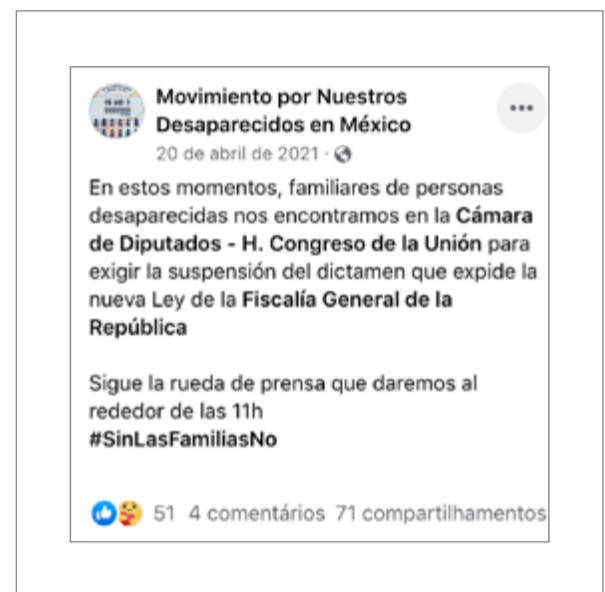 Movimiento por Nuestros
Desaparecidos en México
20 de abril de 2021 ·
En estos momentos, familiares de personas
desaparecidas nos encontramos en la Cámara
de Diputados - H. Congreso de la Unión para
exigir la suspensión del dictamen que expide la
nueva Ley de la Fiscalía General de la
República
Sigue la rueda de prensa que daremos al
rededor de las 11h
#SinLasFamiliasNo
51 4 comentários 71 compartilhamentos